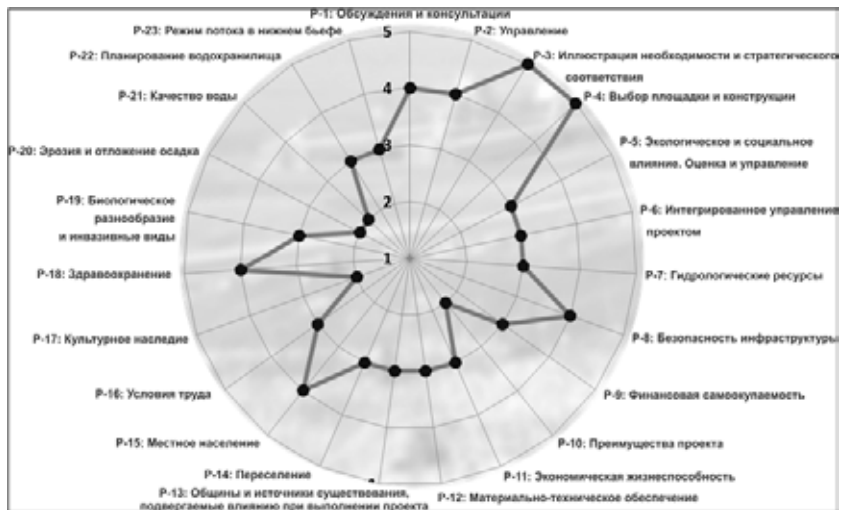 P-1: Обсуждения и консультации
P-2: Управление
P-3: Иллюстрация необходимости и стратегического
соответствия
P-4: Выбор площадки и конструкции
P-5: Экологическое и социальное
влияние. Оценка и управление
P-6: Интегрированное управление
проектом
P-7: Гидрологические ресурсы
P-8: Безопасность инфраструктуры
P-9: Финансовая самоокупаемость
P-10: Преимущества проекта
P-11: Экономическая жизнеспособность
P-12: Материально-техническое обеспечение
P-13: Общины и источники существования,
подвергаемые влиянию при выполнении проекта
P-14: Переселение
P-15: Местное население
P-16: Условия труда
P-17: Культурное наследие
P-18: Здравоохранение
P-19: Биологическое
разнообразие
и инвазивные виды
P-20: Эрозия и отложение осадка
P-21: Качество воды
P-22: Планирование водохранилища
P-23: Режим потока в нижнем бьефе
5
4
3
2
1